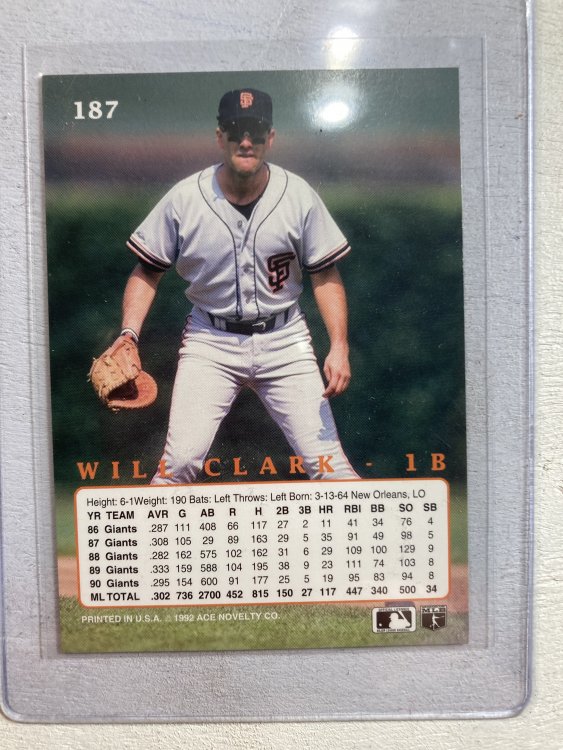 187
SF
SF
WILL CLARK - 1B
Height: 6-1Weight: 190 Bats: Left Throws: Left Born: 3-13-64 New Orleans, LO
YR TEAM AVR G AB R H 2B 3B HR RBI BB SO SB
86 Giants .287 111 408 66 117 27 2 11 41 34 76 4
87 Giants .308 105 29 89 163 29 5 35 91 49 98 5
88 Giants .282 162 575 102 162 31 6 29 109 100 129 9
89 Giants .333 159 588 104 195 38 9 23 111 74 103 8
90 Giants .295 154 600 91 177 25 5 19 95 83 94 8
ML TOTAL .302 736 2700 452 815 150 27 117 447 340 500 34
PRINTED IN U.S.A. © 1992 ACE NOVELTY CO.